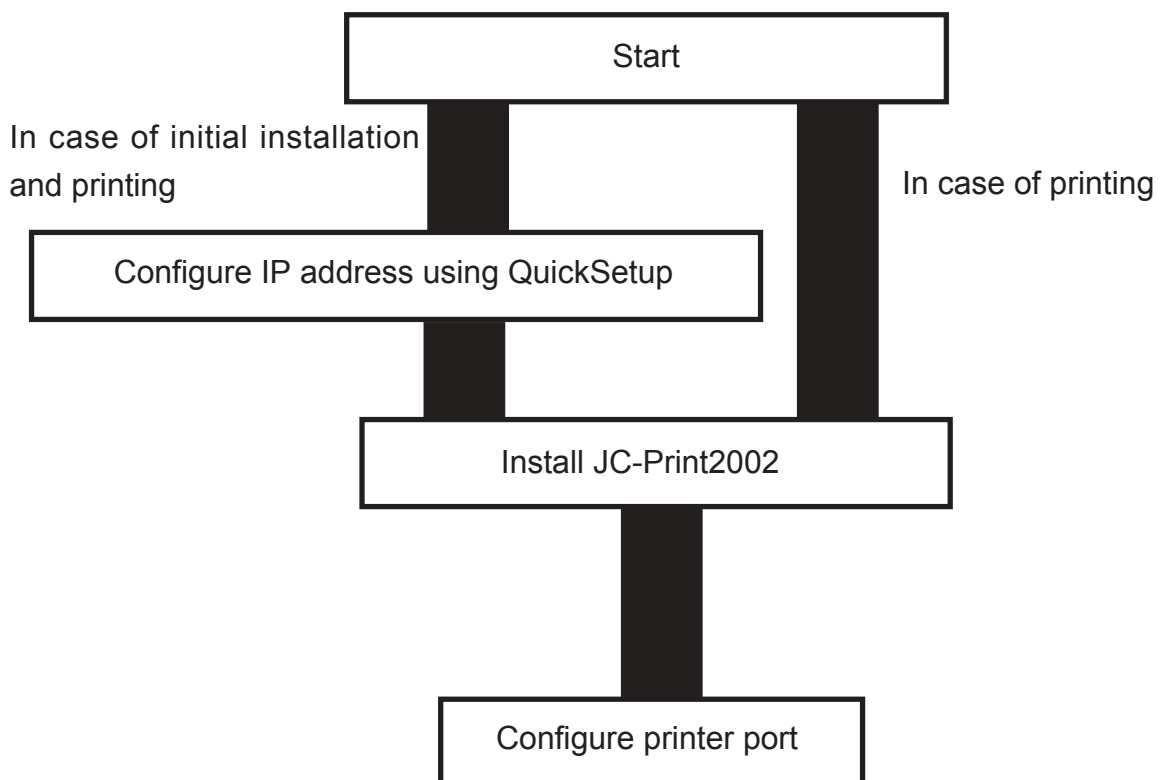 Start
In case of initial installation
and printing
In case of printing
Configure IP address using QuickSetup
Install JC-Print2002
Configure printer port